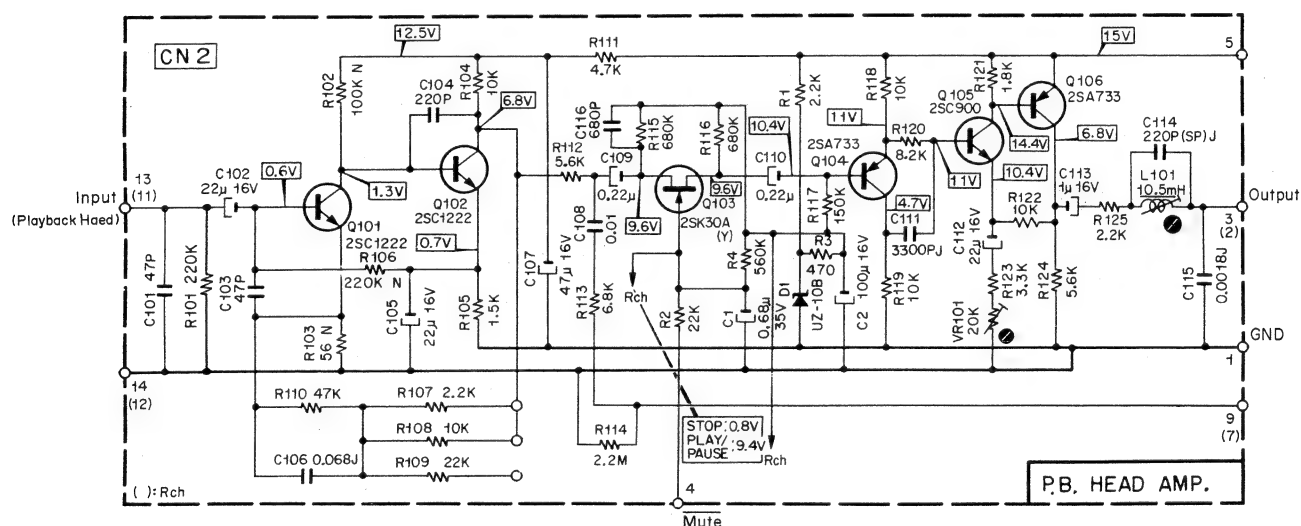 CN2
12.5V
15V
5
R102
100K N
R104
10K
C104
220P
6.8V
R111
4.7K
R1
2.2K
R118
10K
Q105
2SC900
R121
1.8K
Q106
2SA733
C116
680P
R115
680K
R116
680K
10.4V
11V
2SA733
R120
8.2K
14.4V
6.8V
C114
220P(SP)J
R112
5.6K
C109
0.22µ
C110
0.22µ
Q104
11V
10.4V
C113
1µ 16V
L101
10.5mH
13
(11)
Input
(Playback Haed)
C102
22µ 16V
0.6V
1.3V
Q102
2SC1222
Q101
2SC1222
0.7V
R106
220K N
C108
0.01
9.6V
9.6V
Q103
2SK30A
(Y)
R117
150K
4.7V
C111
3300PJ
R122
10K
R125
2.2K
Output
3
(2)
C101
47P
R101
220K
C103
47P
C105
22µ 16V
R105
1.5K
C107
47µ 16V
R113
6.8K
Rch
R4
560K
R3
470
D1
UZ-10B
C2
100µ 16V
R119
10K
C112
22µ 16V
R123
3.3K
R124
5.6K
C115
0.0018J
R103
56 N
R2
22K
C1
0.68µ
35V
VR101
20K
GND
1
14
(12)
R110 47K
R107 2.2K
R108 10K
R109 22K
C106 0.068J
R114
2.2M
STOP:0.8V
PLAY/
PAUSE:9.4V
Rch
9
(7)
( ):Rch
4
Mute
P.B. HEAD AMP.